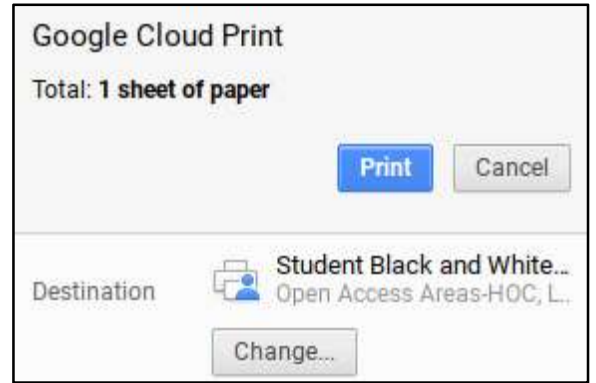 Google Cloud Print
Total: 1 sheet of paper
Print Cancel
Student Black and White...
Destination
Open Access Areas-HOC, L..
Change...